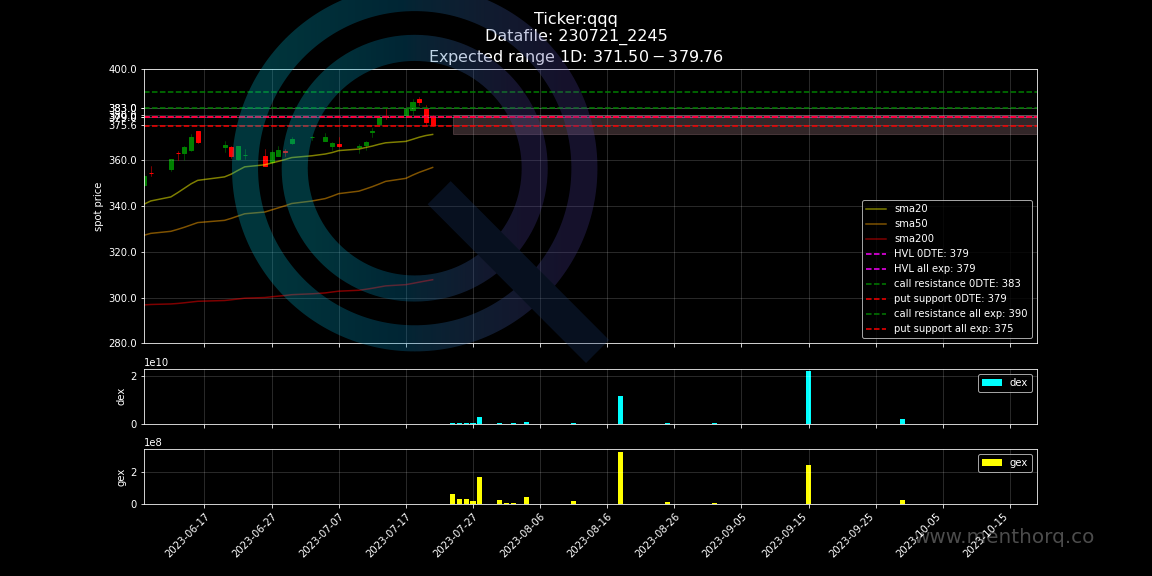 Ticker:qqq
Datafile: 230721_2245
Expected range 1D: 371.50 − 379.76
400.0
383.0
379.0
375.6
360.0
340.0
320.0
300.0
280.0
spot price
sma20
sma50
sma200
HVL 0DTE: 379
HVL all exp: 379
call resistance 0DTE: 383
put support 0DTE: 379
call resistance all exp: 390
put support all exp: 375
1e10
2
0
dex
dex
1e8
2
0
gex
gex
2023-06-17
2023-06-27
2023-07-07
2023-07-17
2023-07-27
2023-08-06
2023-08-16
2023-08-26
2023-09-05
2023-09-15
2023-09-25
2023-10-05
2023-10-15
www.menthorq.co